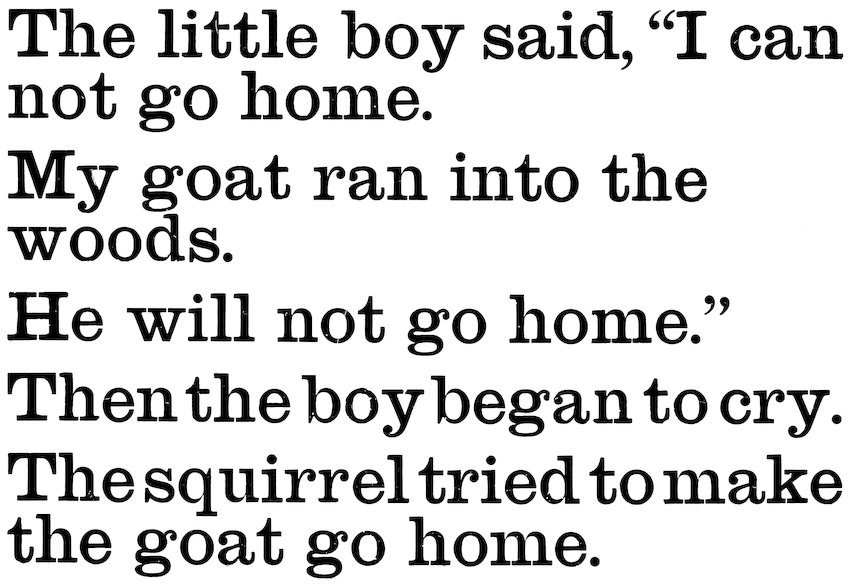 The little boy said, “I can
not go home.
My goat ran into the
woods.
He will not go home.”
Then the boy began to cry.
The squirrel tried to make
the goat go home.